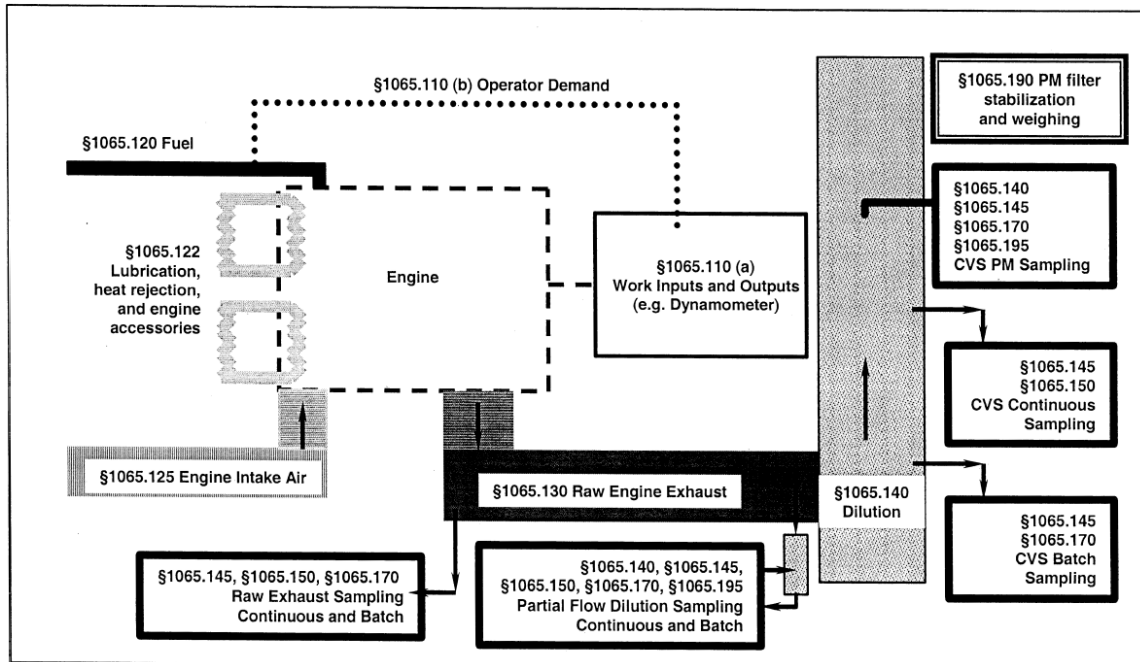 §1065.110 (b) Operator Demand
§1065.190 PM filter
stabilization
and weighing
§1065.120 Fuel
§1065.140
§1065.145
§1065.170
§1065.195
CVS PM Sampling
§1065.122
Lubrication,
heat rejection,
and engine
accessories
Engine
§1065.110 (a)
Work Inputs and Outputs
(e.g. Dynamometer)
§1065.145
§1065.150
CVS Continuous
Sampling
§1065.125 Engine Intake Air
§1065.130 Raw Engine Exhaust
§1065.140
Dilution
§1065.145
§1065.170
CVS Batch
Sampling
§1065.145, §1065.150, §1065.170
Raw Exhaust Sampling
Continuous and Batch
§1065.140, §1065.145,
§1065.150, §1065.170, §1065.195
Partial Flow Dilution Sampling
Continuous and Batch